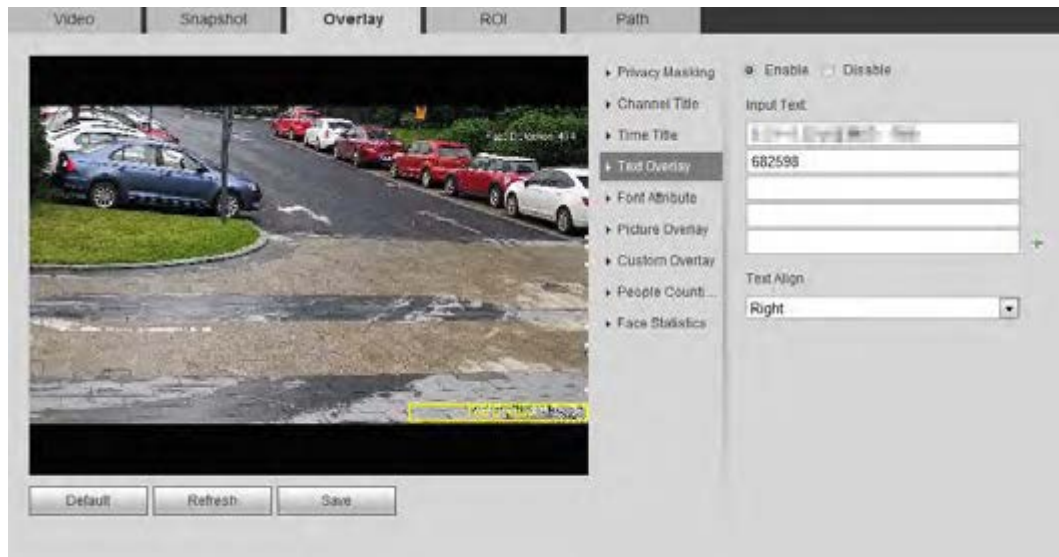 Video Snapshot Overlay ROI Path
Privacy Masking
Channel Title
Time Title
Text Overlay
Font Attribute
Picture Overlay
Custom Overlay
People Counti...
Face Statistics
Enable Disable
Input Text
682598
Text Align
Right
Default Refresh Save